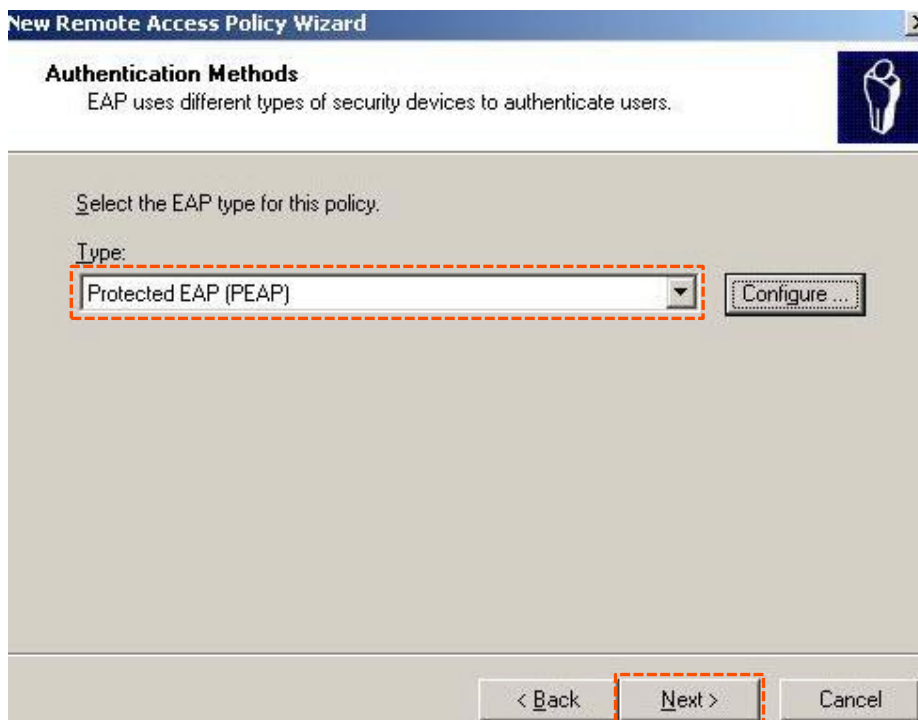 New Remote Access Policy Wizard
Authentication Methods
EAP uses different types of security devices to authenticate users.
Select the EAP type for this policy.
Type:
Protected EAP (PEAP)
Configure ...
< Back
Next >
Cancel